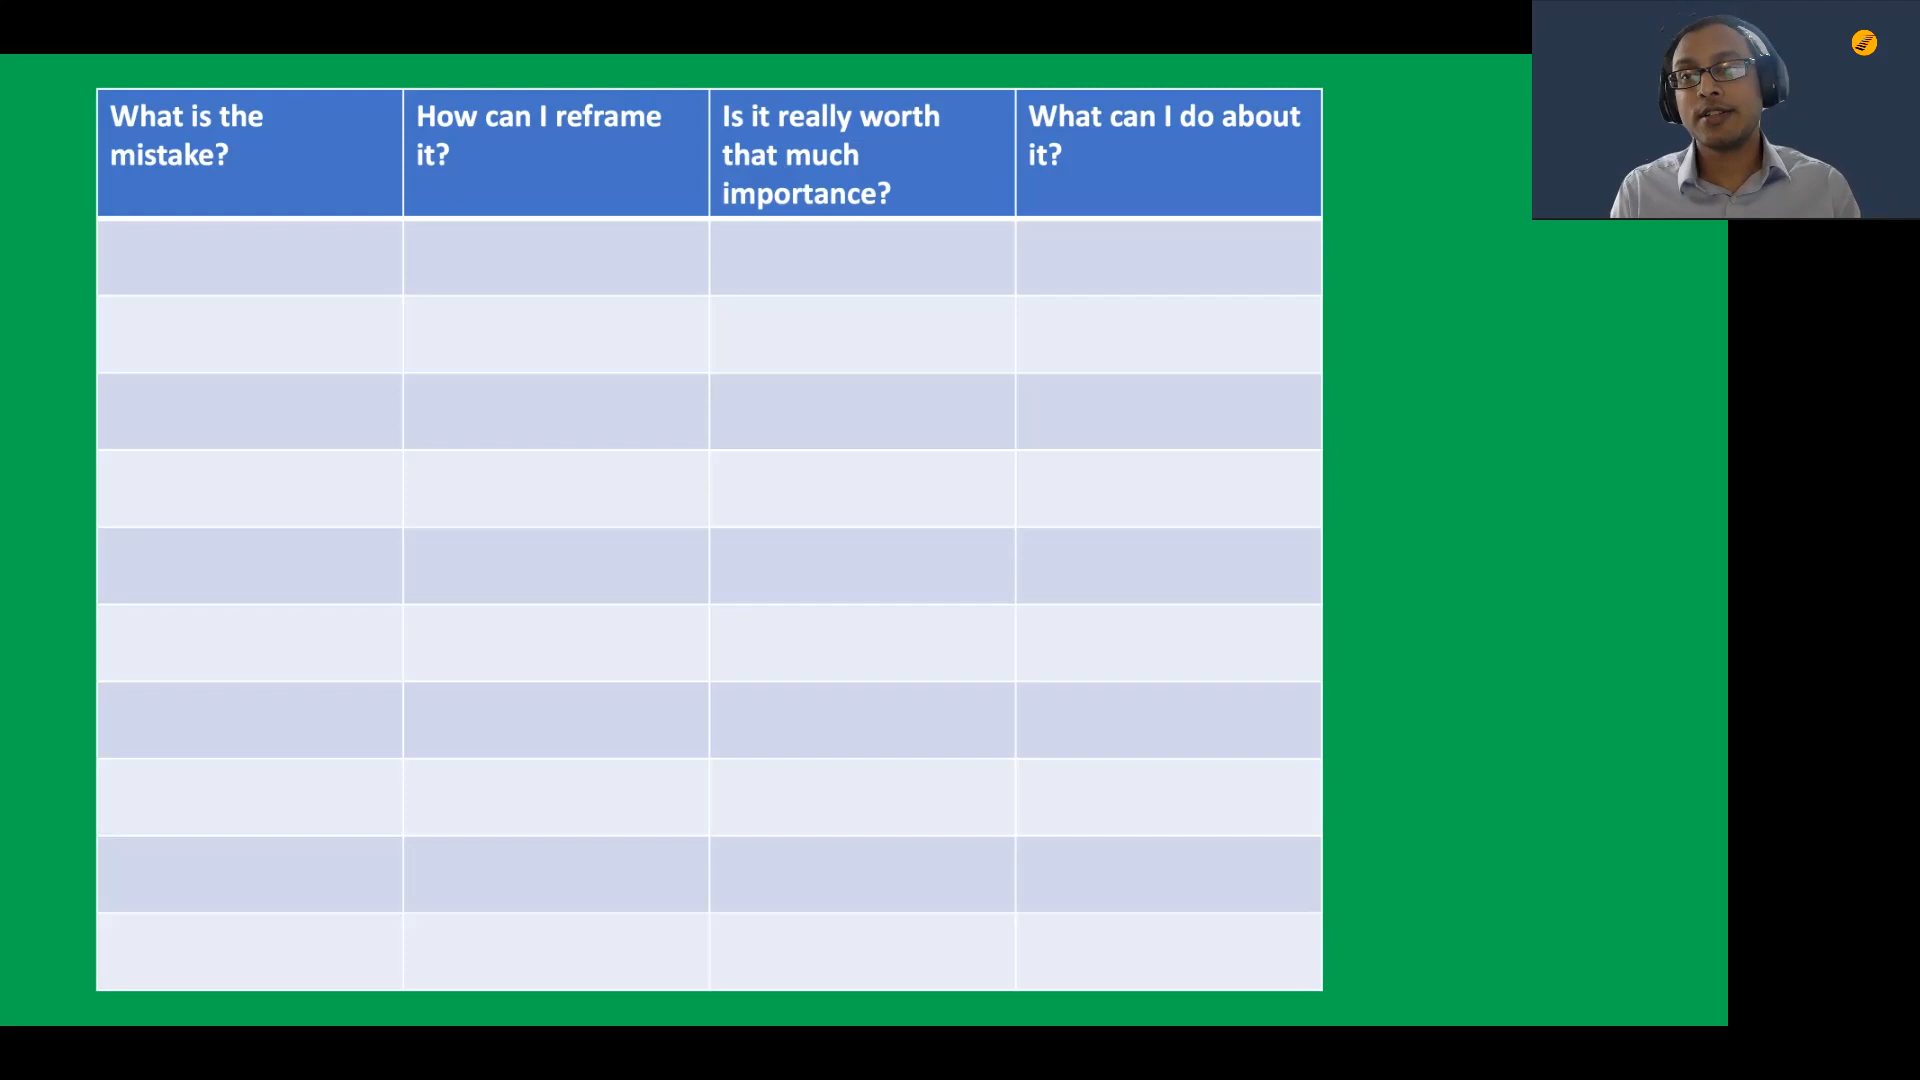 What is the
mistake?
How can I reframe
it?
Is it really worth
that much
importance?
What can I do about
it?